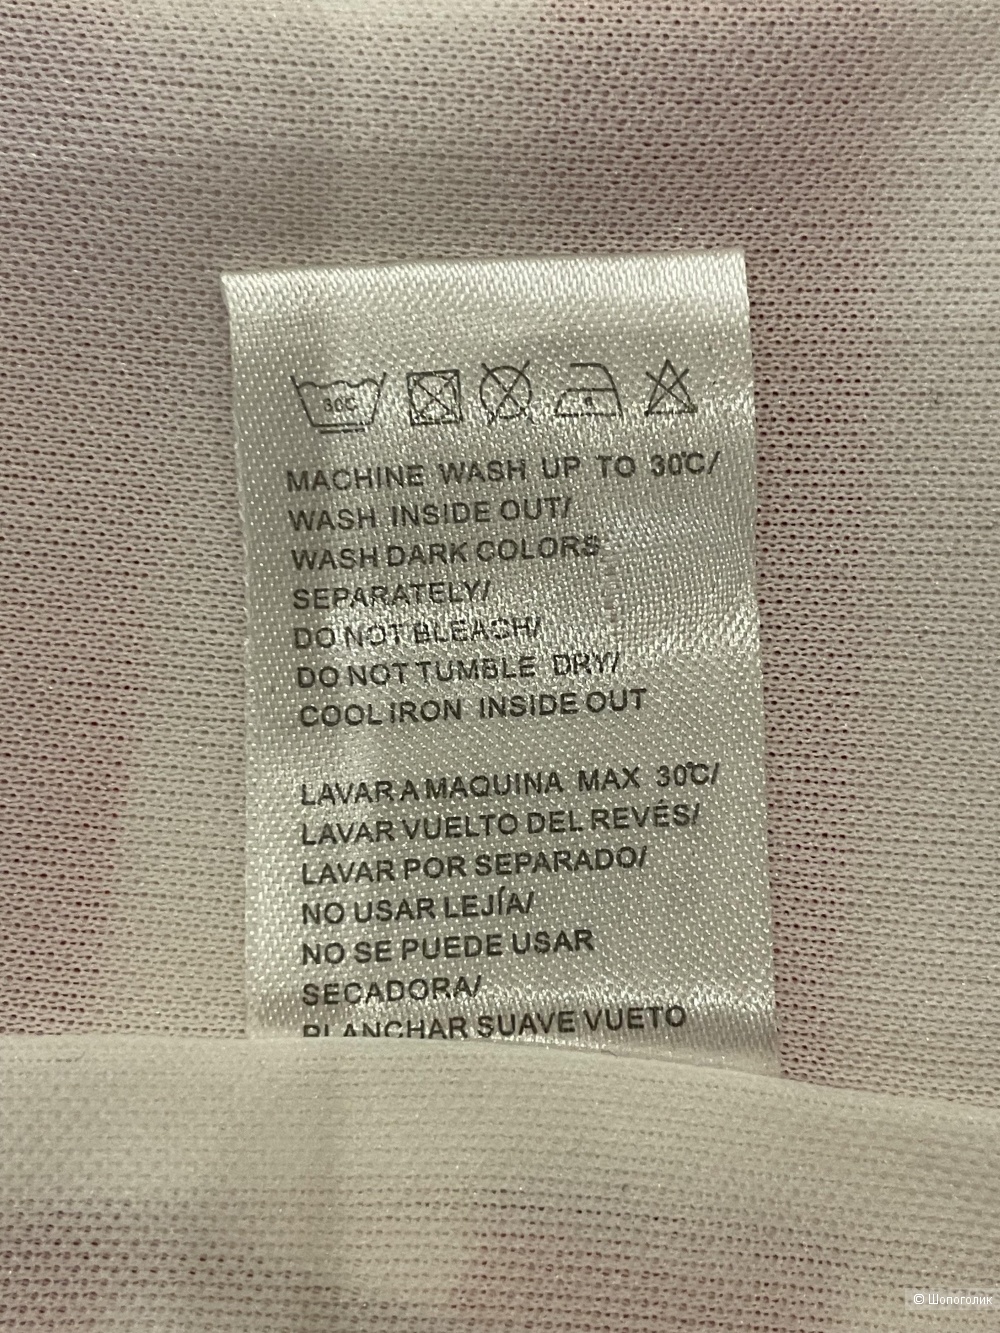 30C
MACHINE WASH UP TO 30℃/
WASH INSIDE OUT/
WASH DARK COLORS
SEPARATELY/
DO NOT BLEACH/
DO NOT TUMBLE DRY/
COOL IRON INSIDE OUT
LAVAR A MAQUINA MAX 30℃/
LAVAR VUELTO DEL REVÉS/
LAVAR POR SEPARADO/
NO USAR LEJÍA/
NO SE PUEDE USAR
SECADORA/
PLANCHAR SUAVE VUETO
© Шопоголик